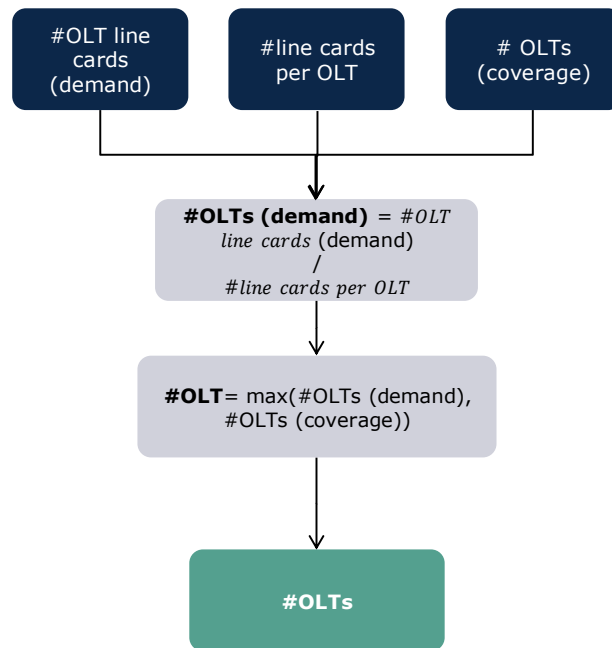 #OLT line
cards
(demand)
#line cards
per OLT
# OLTs
(coverage)
#OLTs (demand) = #OLT
line cards (demand)
/
#line cards per OLT
#OLT= max(#OLTs (demand),
#OLTs (coverage))
#OLTs